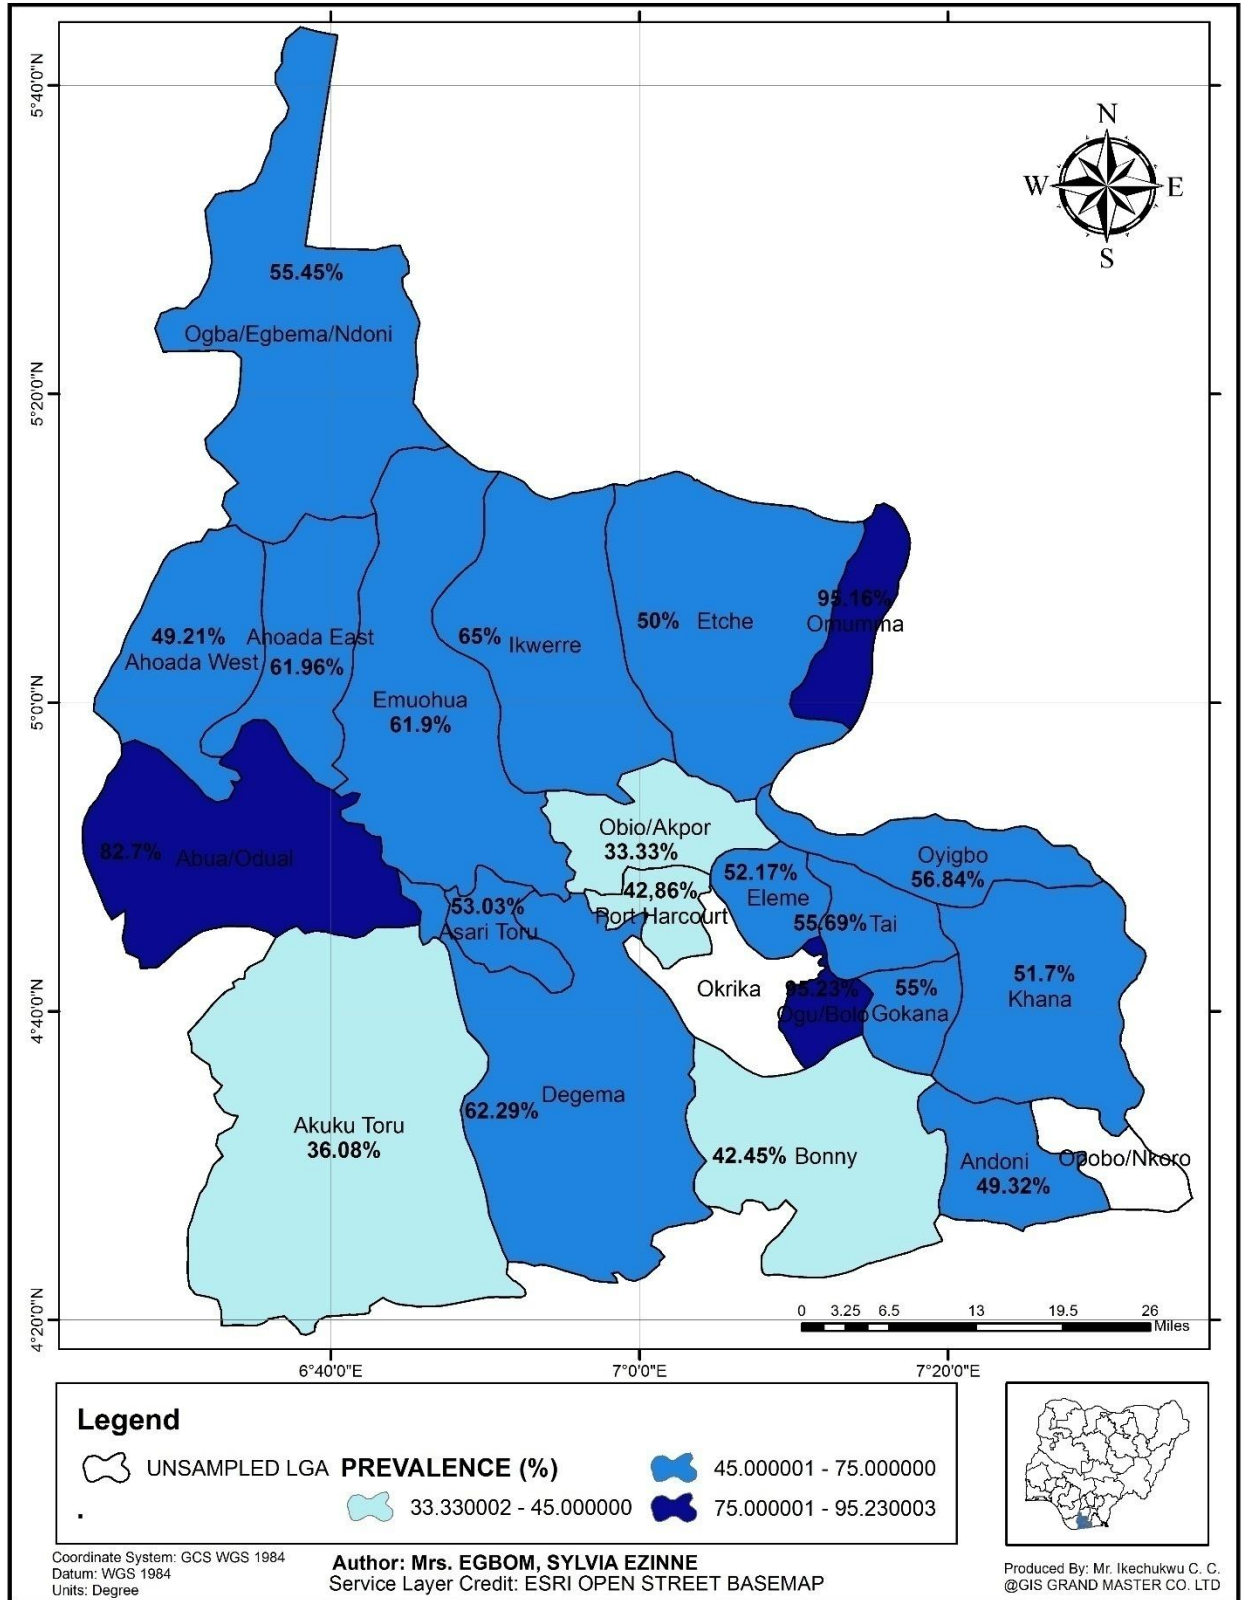 5°40'0"N
5°20'0"N
5°0'0"N
4°40'0"N
4°20'0"N
N
W
E
S
55.45%
Ogba/Egbema/Ndoni
49.21%
Ahoada West
Ahoada East
61.96%
Emuohua
61.9%
65% Ikwerre
50% Etche
95.16%
Omumma
82.7% Abua/Odual
Obio/Akpor
33.33%
42,86%
Port Harcourt
52.17%
Eleme
Oyigbo
56.84%
55.69% Tai
53.03%
Asari Toru
Okrika
95.23%
Ogu/Bolo
55%
Gokana
51.7%
Khana
Akuku Toru
36.08%
62.29% Degema
42.45% Bonny
Andoni
49.32%
Opobo/Nkoro
0 3.25 6.5 13 19.5 26
Miles
6°40'0"E
7°0'0"E
7°20'0"E
Legend
UNSAMPLED LGA
.
PREVALENCE (%)
33.330002 - 45.000000
45.000001 - 75.000000
75.000001 - 95.230003
Coordinate System: GCS WGS 1984
Datum: WGS 1984
Units: Degree
Author: Mrs. EGBOM, SYLVIA EZINNE
Service Layer Credit: ESRI OPEN STREET BASEMAP
Produced By: Mr. Ikechukwu C. C.
@GIS GRAND MASTER CO. LTD